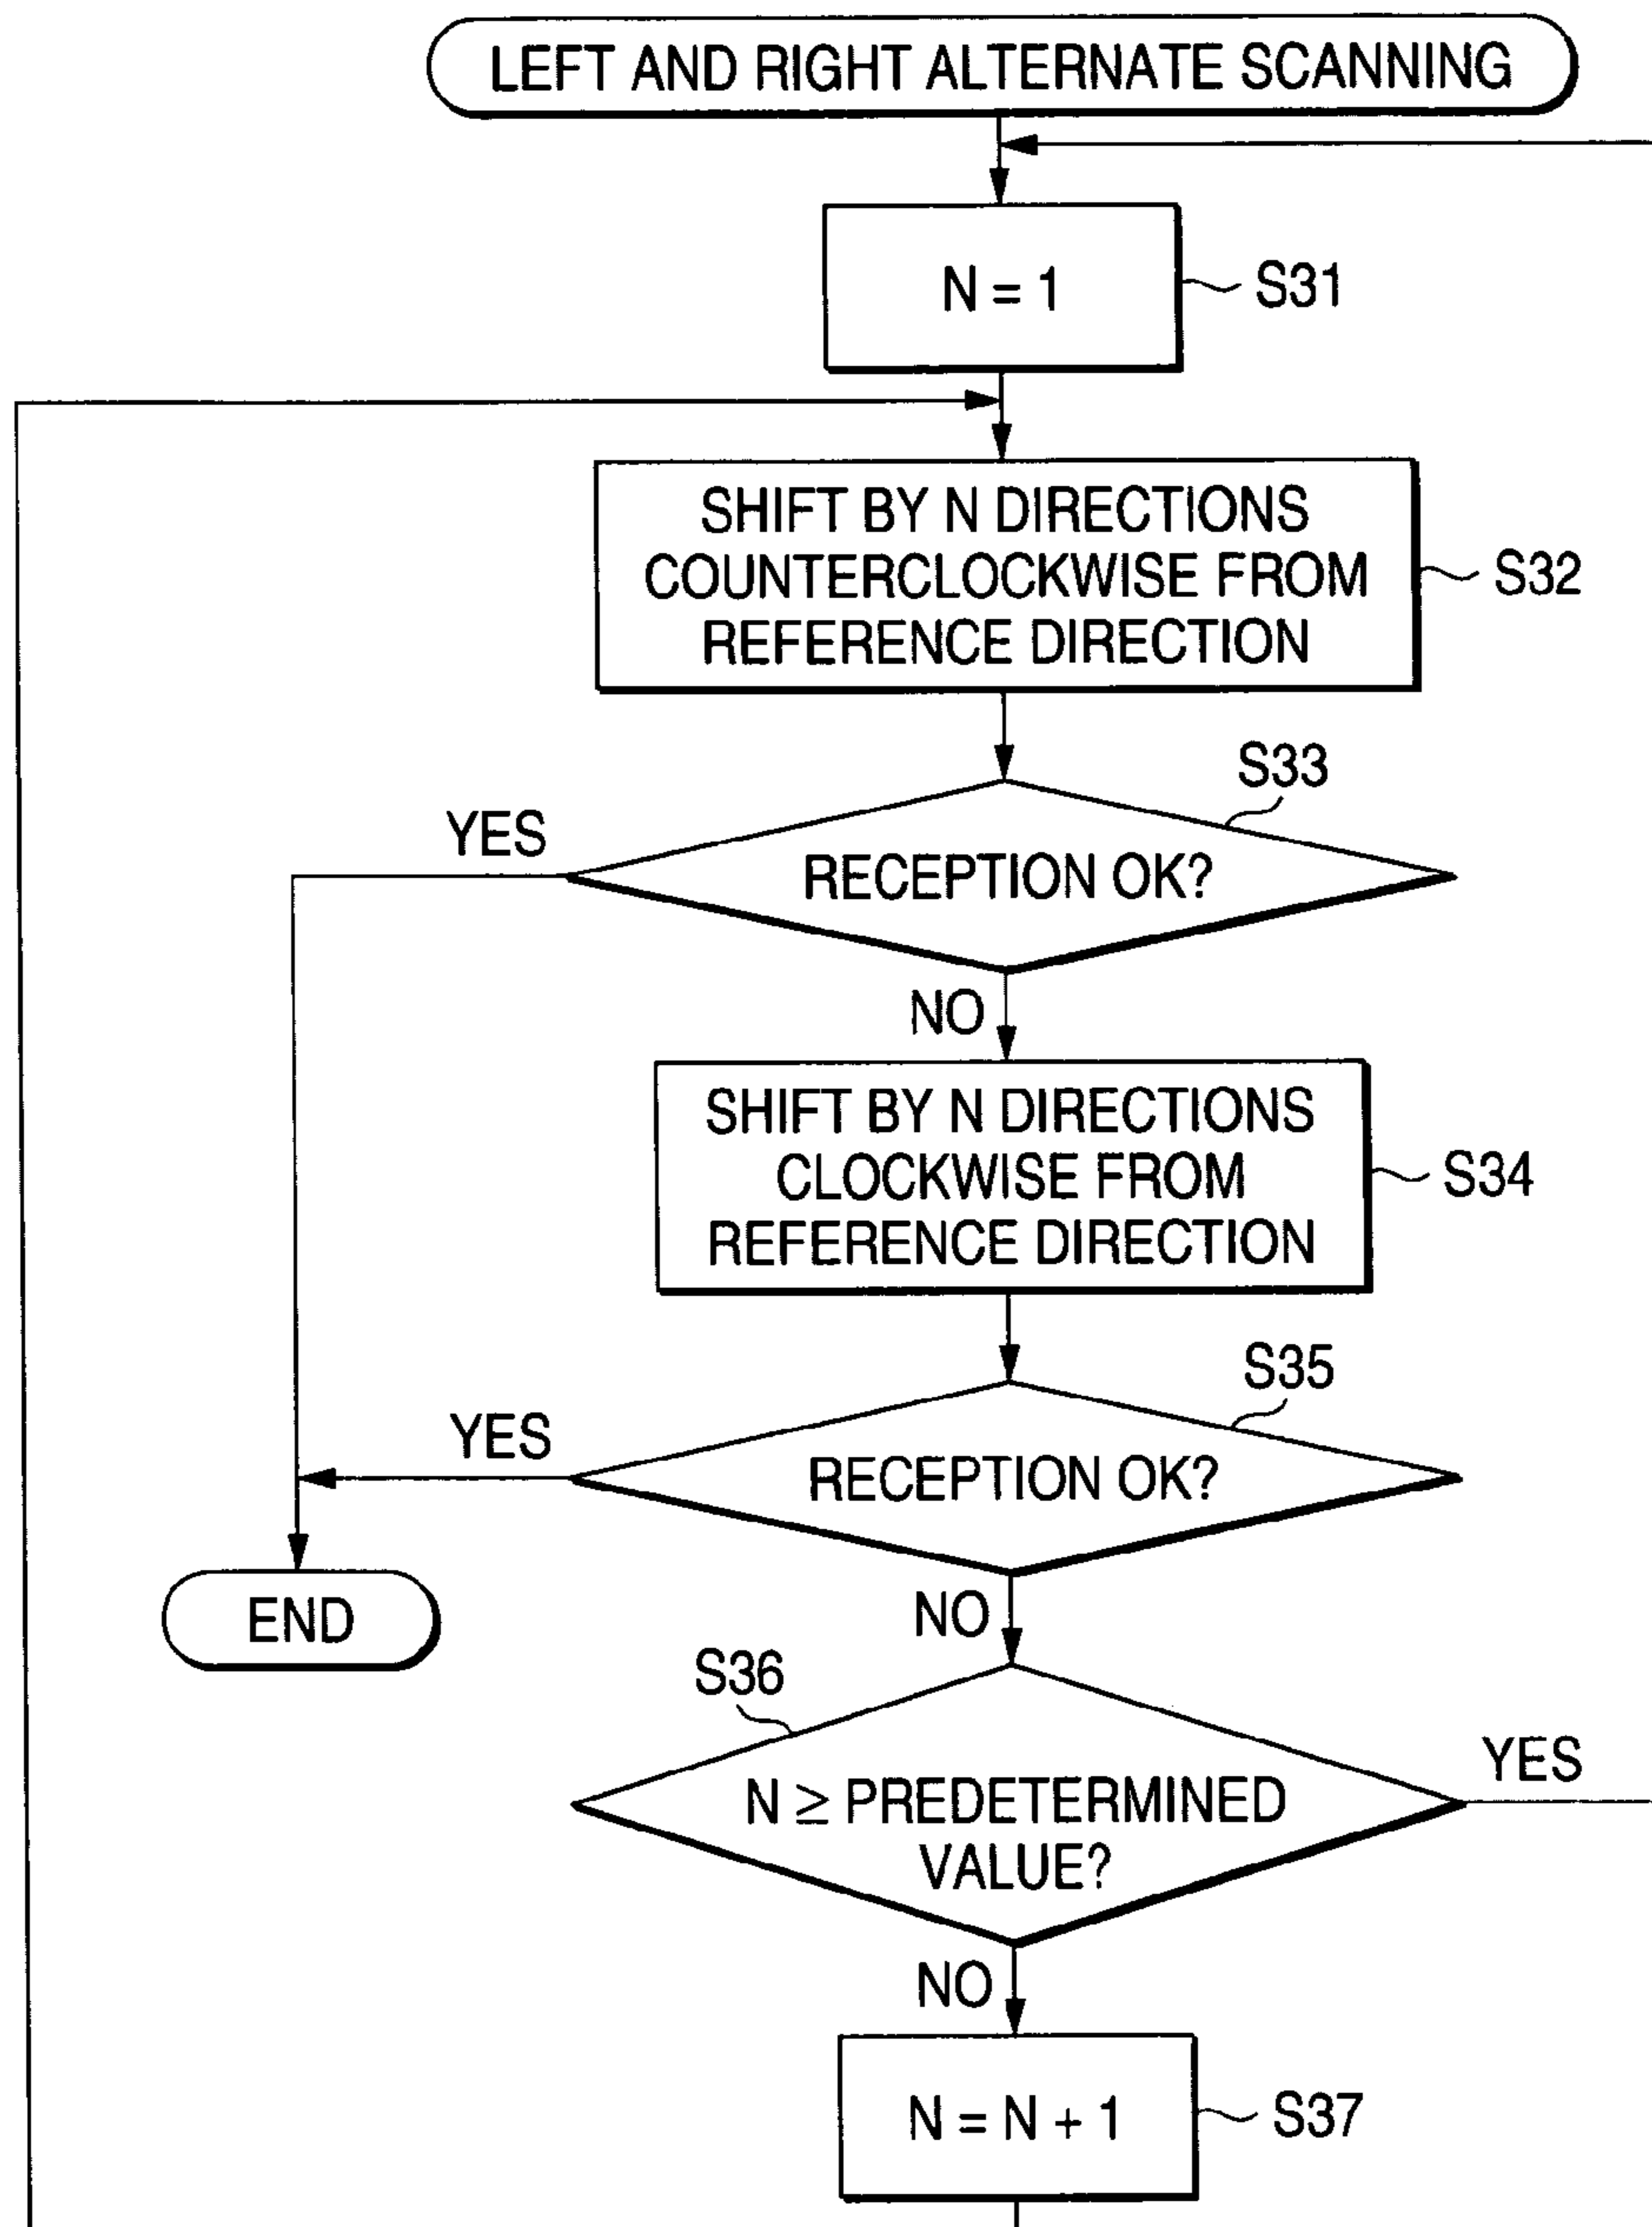 LEFT AND RIGHT ALTERNATE SCANNING
N = 1
S31
SHIFT BY N DIRECTIONS
COUNTERCLOCKWISE FROM
REFERENCE DIRECTION
S32
S33
YES
RECEPTION OK?
NO
SHIFT BY N DIRECTIONS
CLOCKWISE FROM
REFERENCE DIRECTION
S34
S35
YES
RECEPTION OK?
END
NO
S36
YES
N ≥ PREDETERMINED
VALUE?
NO
N = N + 1
S37